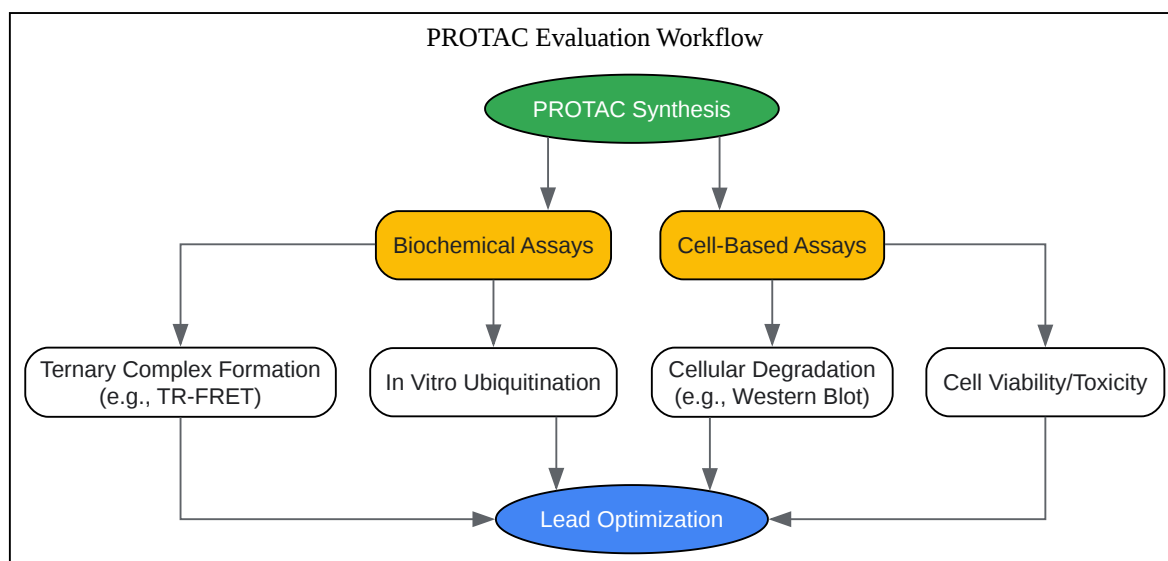 PROTAC Evaluation Workflow
PROTAC Synthesis
Biochemical Assays
Cell-Based Assays
Ternary Complex Formation
(e.g., TR-FRET)
In Vitro Ubiquitination
Cellular Degradation
(e.g., Western Blot)
Cell Viability/Toxicity
Lead Optimization